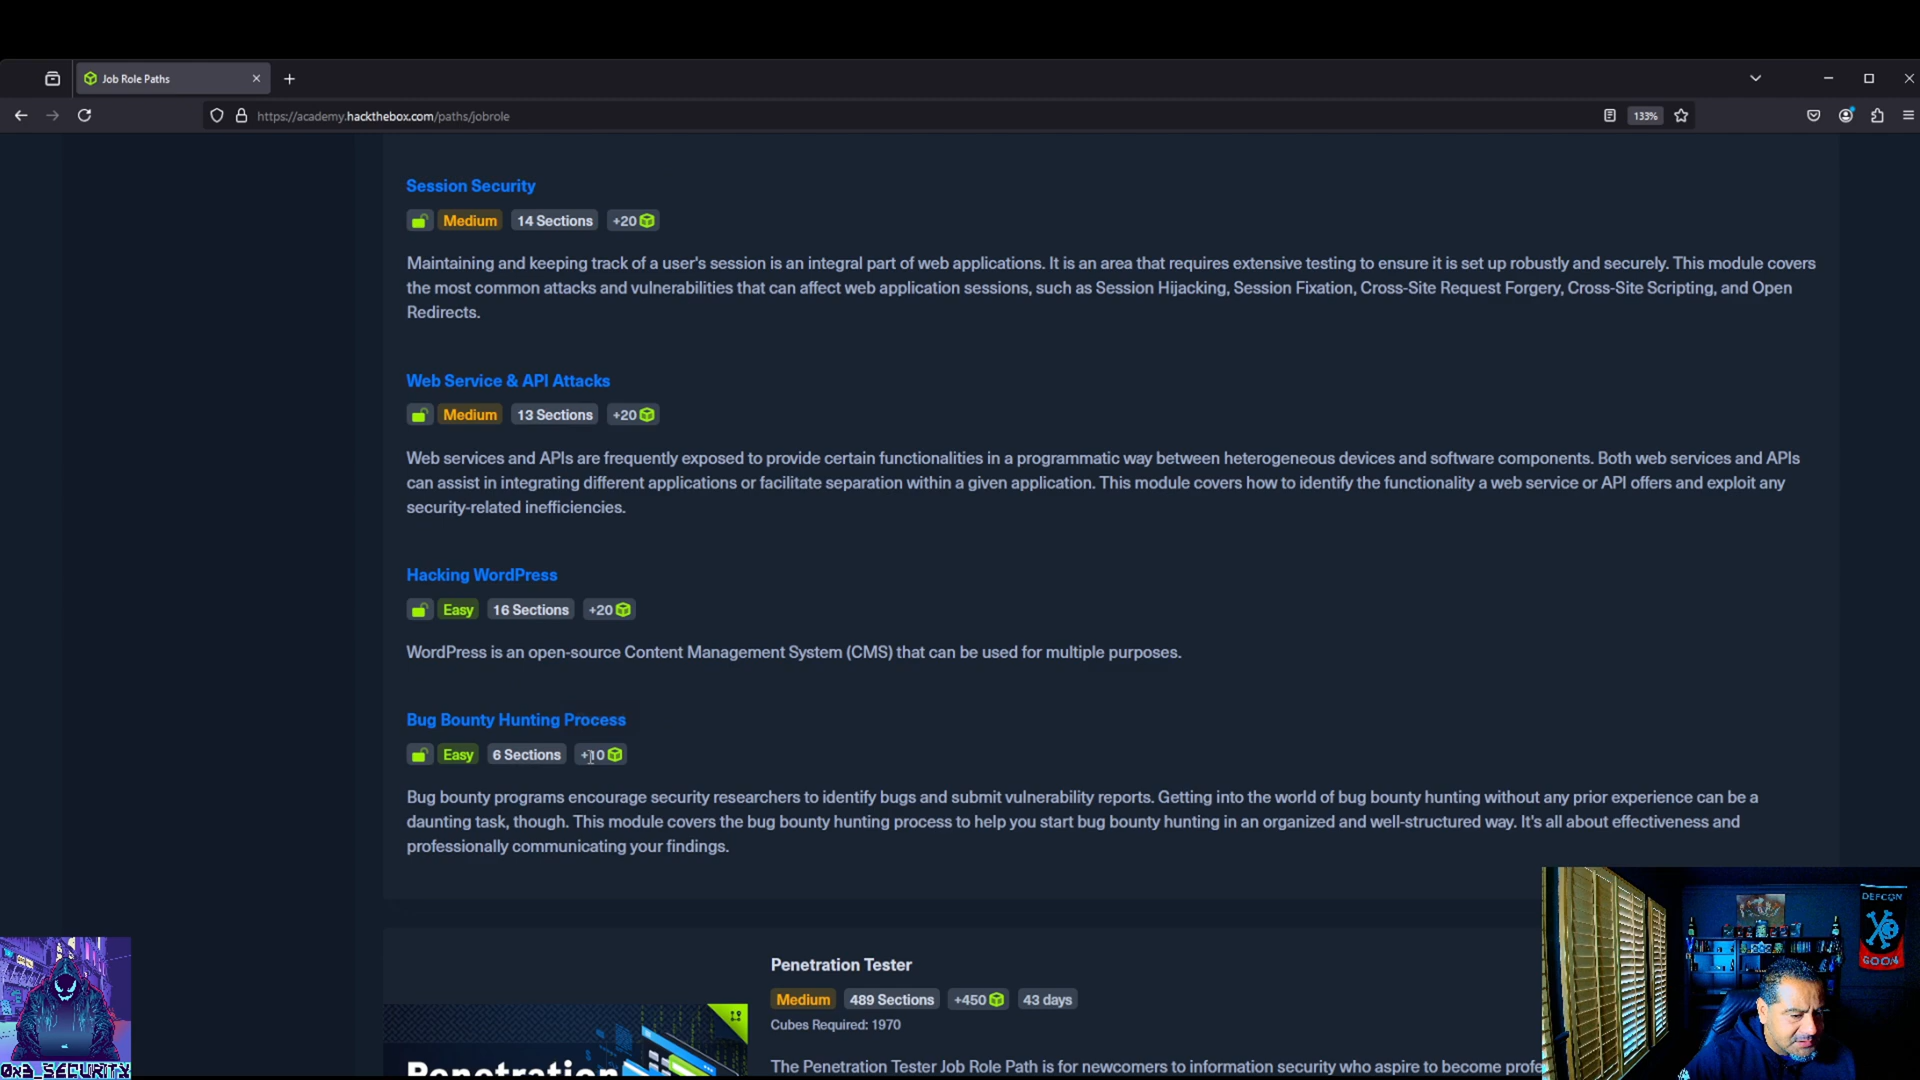 Job Role Paths
https://academy.hackthebox.com/paths/jobrole
133%
Session Security
Medium 14 Sections +20
Maintaining and keeping track of a user's session is an integral part of web applications. It is an area that requires extensive testing to ensure it is set up robustly and securely. This module covers
the most common attacks and vulnerabilities that can affect web application sessions, such as Session Hijacking, Session Fixation, Cross-Site Request Forgery, Cross-Site Scripting, and Open
Redirects.
Web Service & API Attacks
Medium 13 Sections +20
Web services and APIs are frequently exposed to provide certain functionalities in a programmatic way between heterogeneous devices and software components. Both web services and APIs
can assist in integrating different applications or facilitate separation within a given application. This module covers how to identify the functionality a web service or API offers and exploit any
security-related inefficiencies.
Hacking WordPress
Easy 16 Sections +20
WordPress is an open-source Content Management System (CMS) that can be used for multiple purposes.
Bug Bounty Hunting Process
Easy 6 Sections +10
Bug bounty programs encourage security researchers to identify bugs and submit vulnerability reports. Getting into the world of bug bounty hunting without any prior experience can be a
daunting task, though. This module covers the bug bounty hunting process to help you start bug bounty hunting in an organized and well-structured way. It's all about effectiveness and
professionally communicating your findings.
Penetration Tester
Medium 489 Sections +450 43 days
Cubes Required: 1970
The Penetration Tester Job Role Path is for newcomers to information security who aspire to become profe
Penetration
DEFCON
GOON
0X3_SECURITY